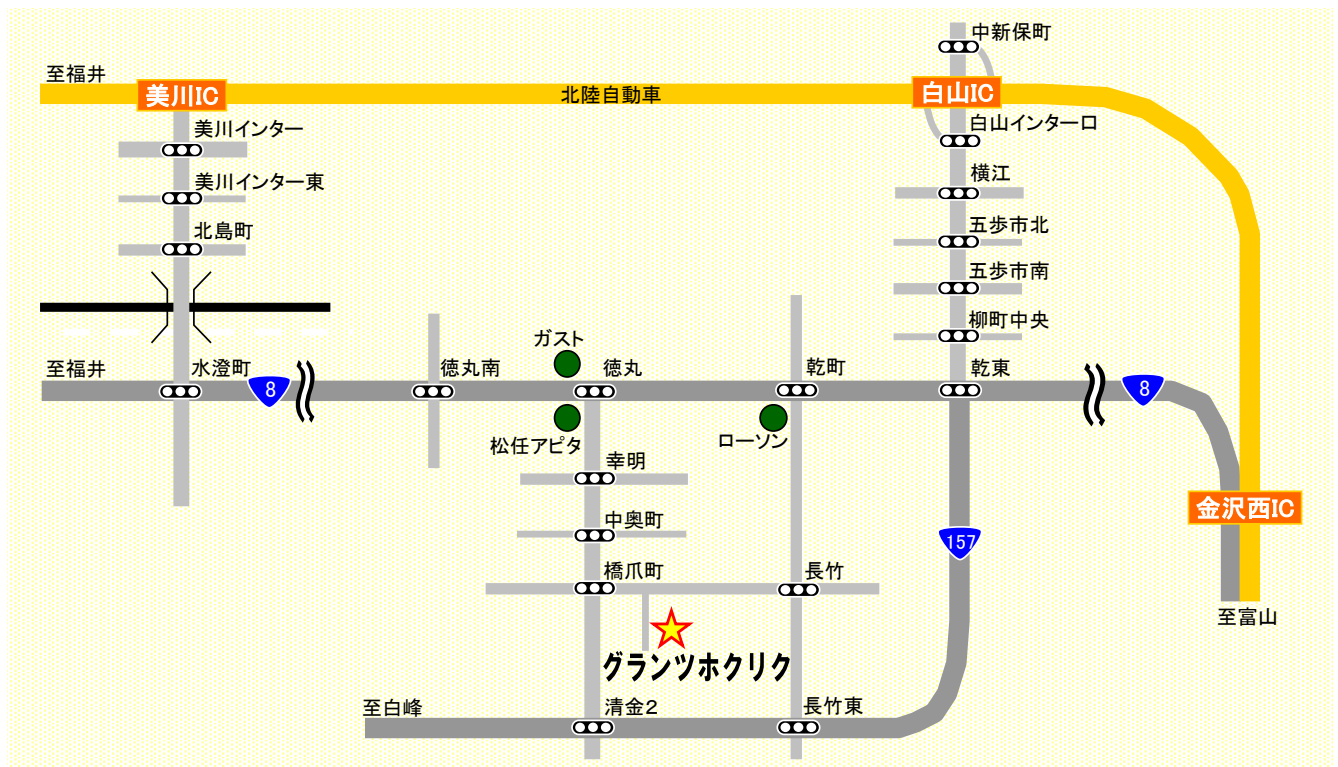 中新保町
至福井
美川IC
北陸自動車
白山IC
美川インター
白山インター口
美川インター東
横江
北島町
五歩市北
五歩市南
柳町中央
ガスト
至福井
水澄町
8
徳丸南
徳丸
乾町
乾東
8
松任アピタ
ローソン
幸明
金沢西IC
中奥町
157
橋爪町
長竹
至富山
グランツホクリク
至白峰
清金2
長竹東